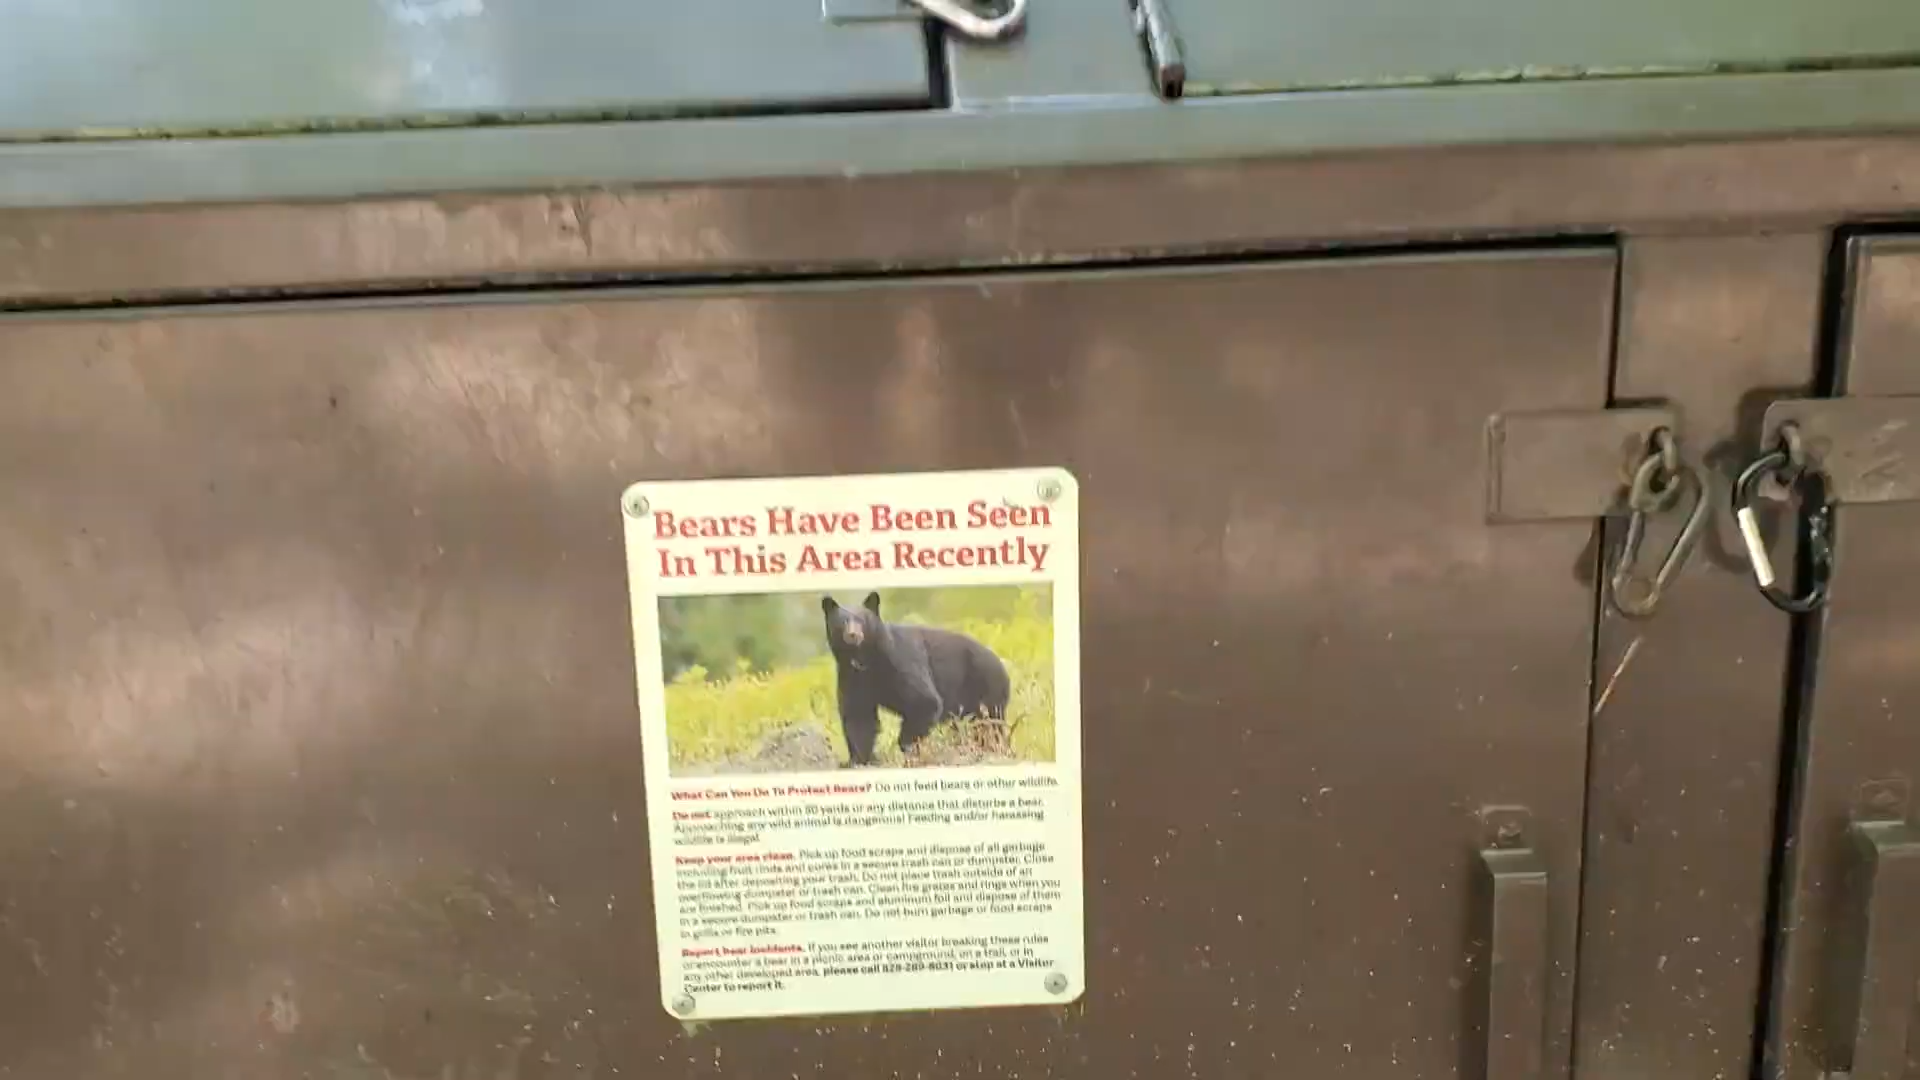 Bears Have Been Seen
In This Area Recently
What Can You Do To Protect Bears? Do not feed bears or other wildlife.
Do not approach within 50 yards or any distance that disturbs a bear.
Approaching any wild animal is dangerous! Feeding and/or harassing
wildlife is illegal.
Keep your area clean. Pick up food scraps and dispose of all garbage
including fruit rinds and cores in a secure trash can or dumpster. Close
the lid after depositing your trash. Do not place trash outside of an
overflowing dumpster or trash can. Clean fire grates and rings when you
are finished. Pick up food scraps and aluminum foil and dispose of them
in a secure dumpster or trash can. Do not burn garbage or food scraps
in grills or fire pits.
Report bear incidents. If you see another visitor breaking these rules
or encounter a bear in a picnic area or campground, on a trail, or in
any other developed area, please call or stop at a Visitor
Center to report it.